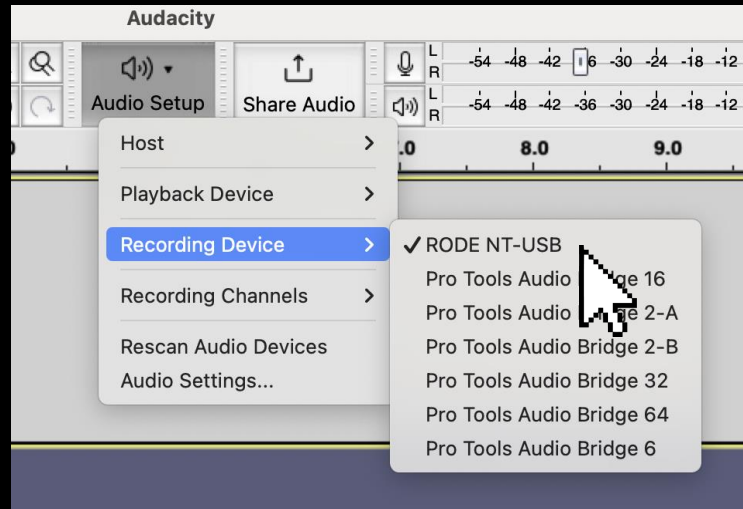 Audacity
L
R
-54 -48 -42 6 -30 -24 -18 -12
Audio Setup
Share Audio
L
R
-54 -48 -42 -36 -30 -24 -18 -12
.0 8.0 9.0
Host
Playback Device
Recording Device
Recording Channels
Rescan Audio Devices
Audio Settings...
RODE NT-USB
Pro Tools Audio 16
Pro Tools Audio 2-A
Pro Tools Audio Bridge 2-B
Pro Tools Audio Bridge 32
Pro Tools Audio Bridge 64
Pro Tools Audio Bridge 6